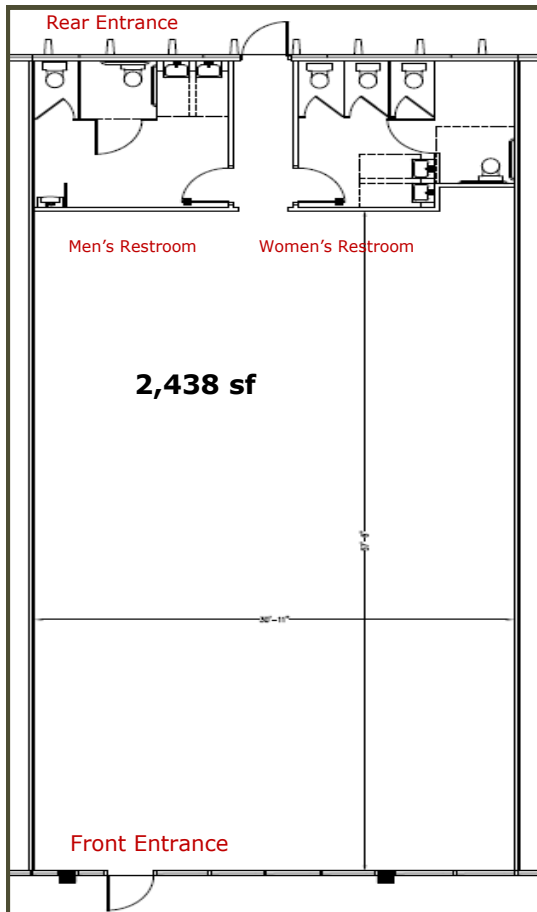 Rear Entrance
Men's Restroom
Women's Restroom
2,438 sf
Front Entrance